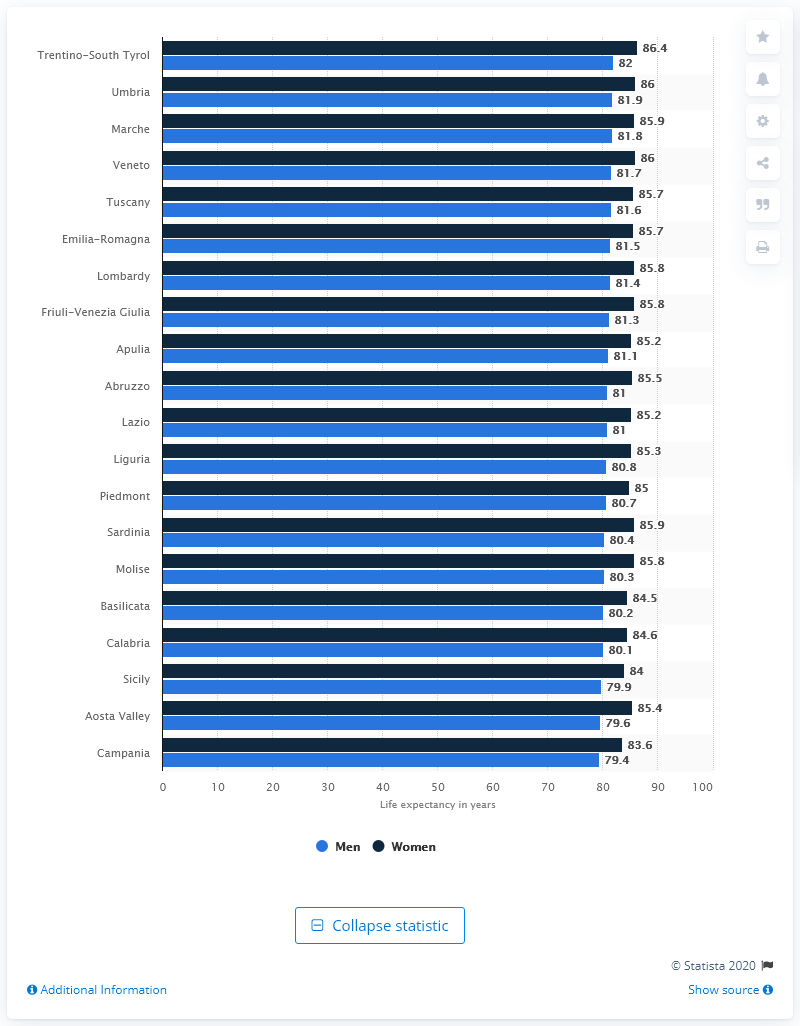 Trentino-South Tyrol 86.4
82
Umbria 86
81.9
Marche 85.9
81.8
Veneto 86
81.7
Tuscany 85.7
81.6
Emilia-Romagna 85.7
81.5
Lombardy 85.8
81.4
Friuli-Venezia Giulia 85.8
81.3
Apulia 85.2
81.1
Abruzzo 85.5
81
Lazio 85.2
81
Liguria 85.3
80.8
Piedmont 85
80.7
Sardinia 85.9
80.4
Molise 85.8
80.3
Basilicata 84.5
80.2
Calabria 84.6
80.1
Sicily 84
79.9
Aosta Valley 85.4
79.6
Campania 83.6
79.4
0 10 20 30 40 50 60 70 80 90 100
Life expectancy in years
Men Women
Collapse statistic
© Statista 2020
Additional Information Show source